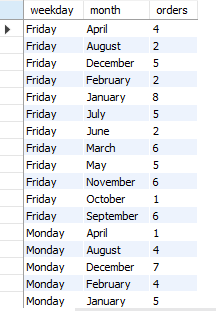 weekday month orders
Friday April 4
Friday August 2
Friday December 5
Friday February 2
Friday January 8
Friday July 5
Friday June 2
Friday March 6
Friday May 5
Friday November 6
Friday October 1
Friday September 6
Monday April 1
Monday August 4
Monday December 7
Monday February 4
Monday January 5